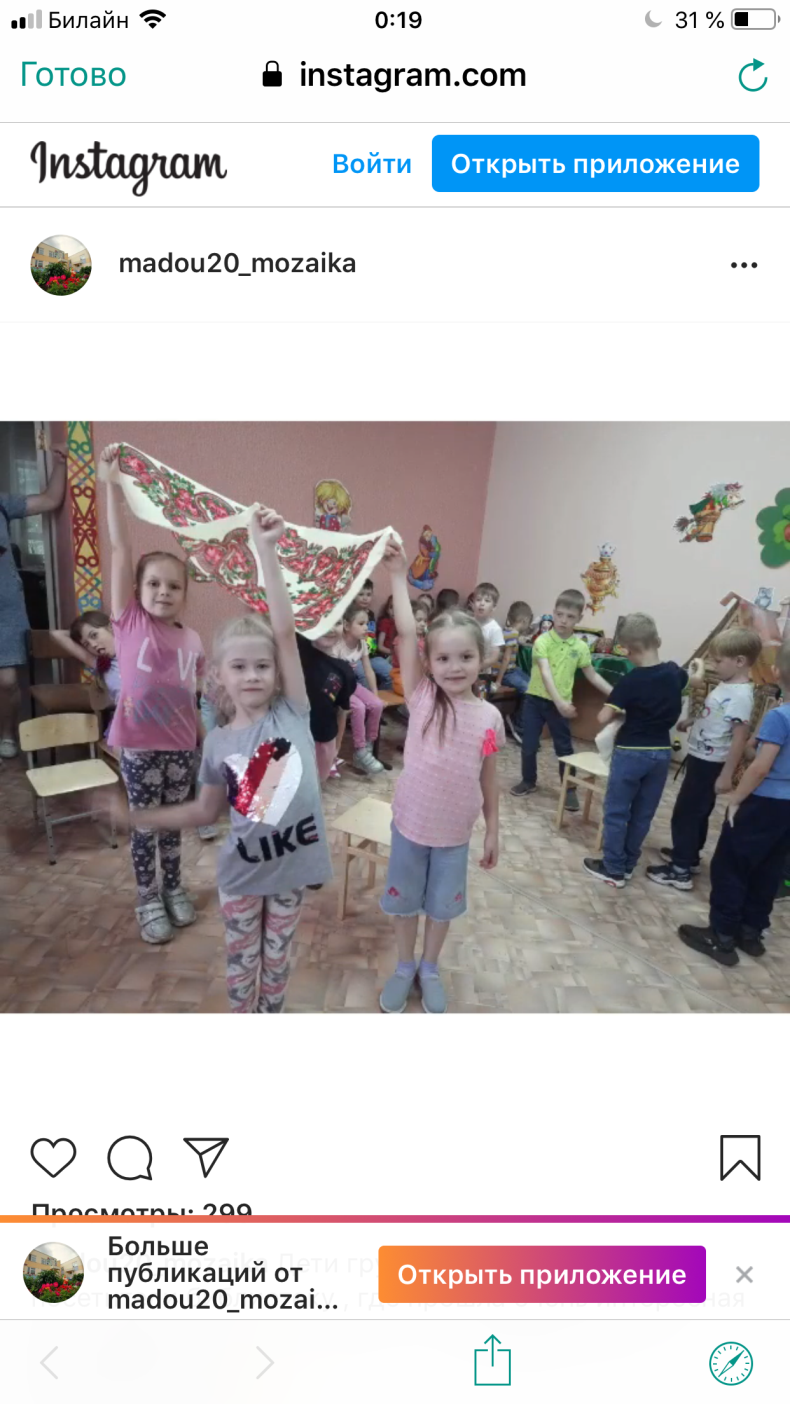 Билайн 0:19 31 %
Готово instagram.com
Instagram Войти Открыть приложение
madou20_mozaika
LOVE
LIKE
Просмотры: 299
Больше
публикаций от
madou20_mozai...
Открыть приложение